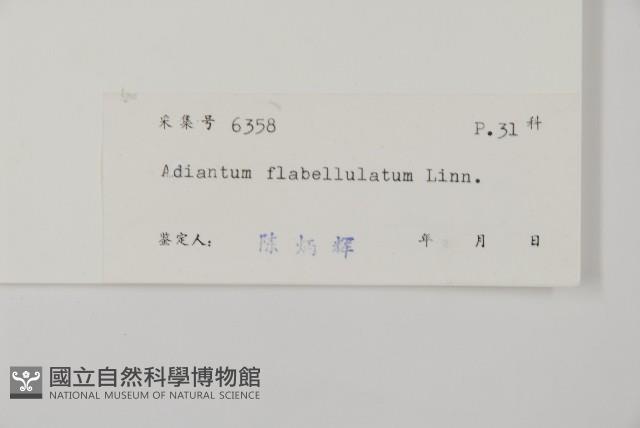 采集号 6358 P.31 科
Adiantum flabellulatum Linn.
鉴定人: 陈炳辉 年 月 日
國立自然科學博物館
NATIONAL MUSEUM OF NATURAL SCIENCE